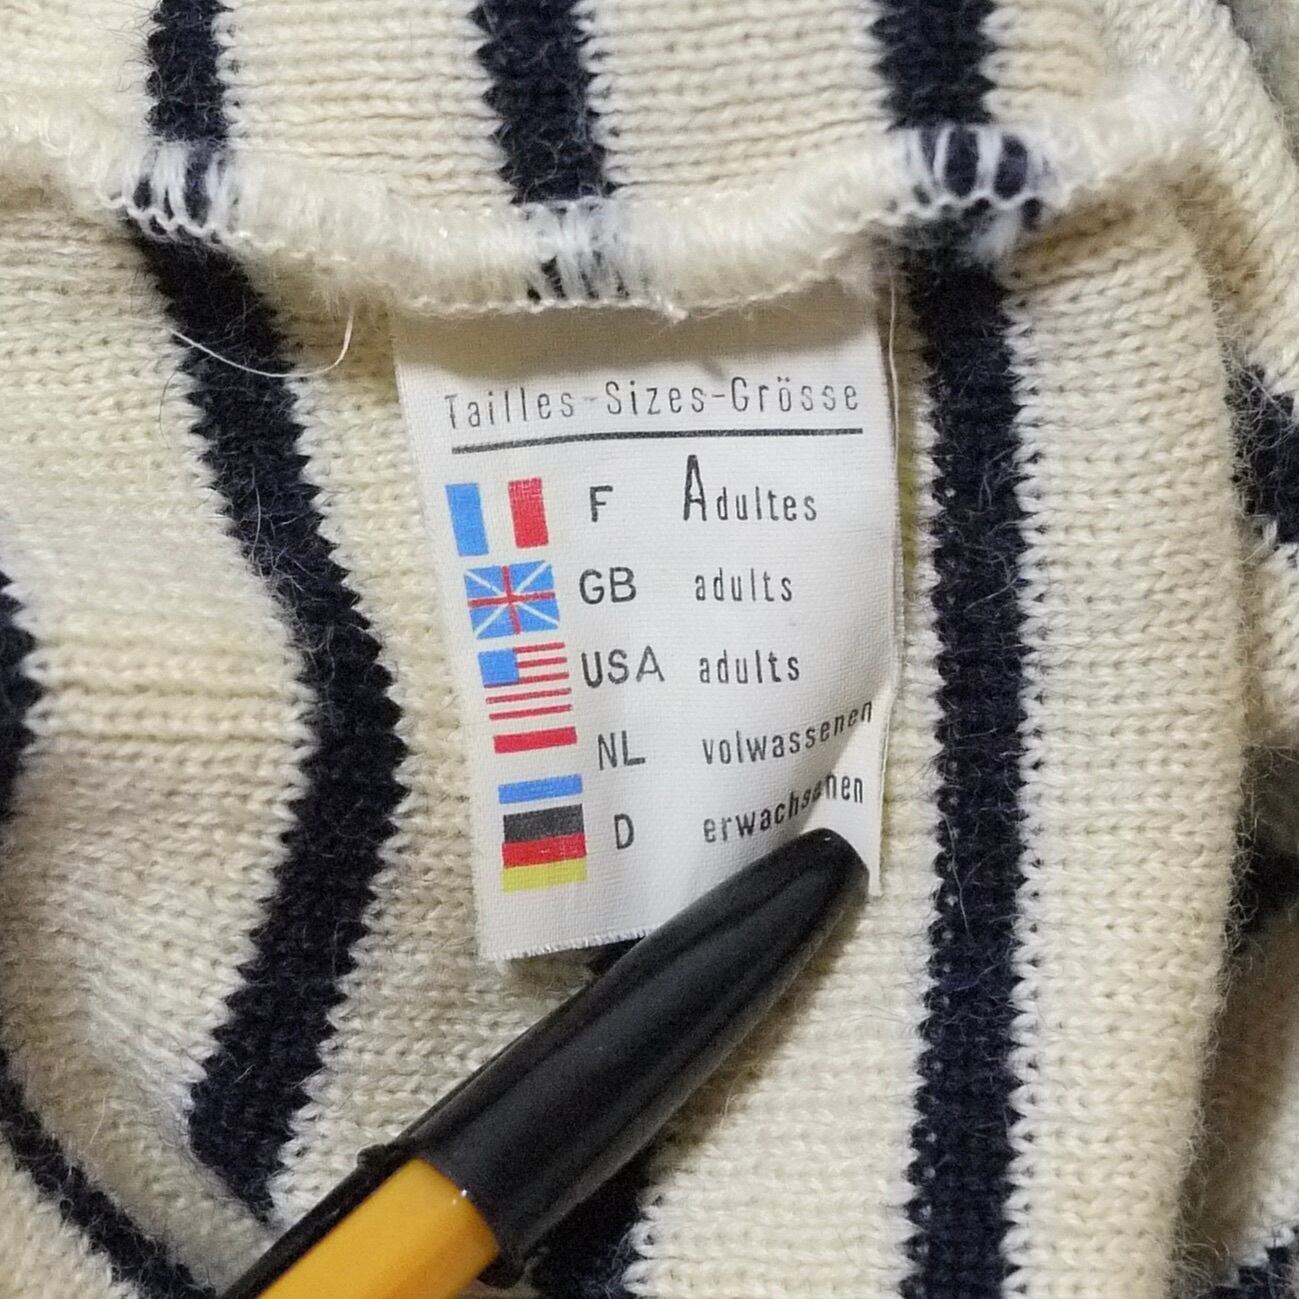 Tailles-Sizes-Grösse
F Adultes
GB adults
USA adults
NL volwassenen
D erwachsenen